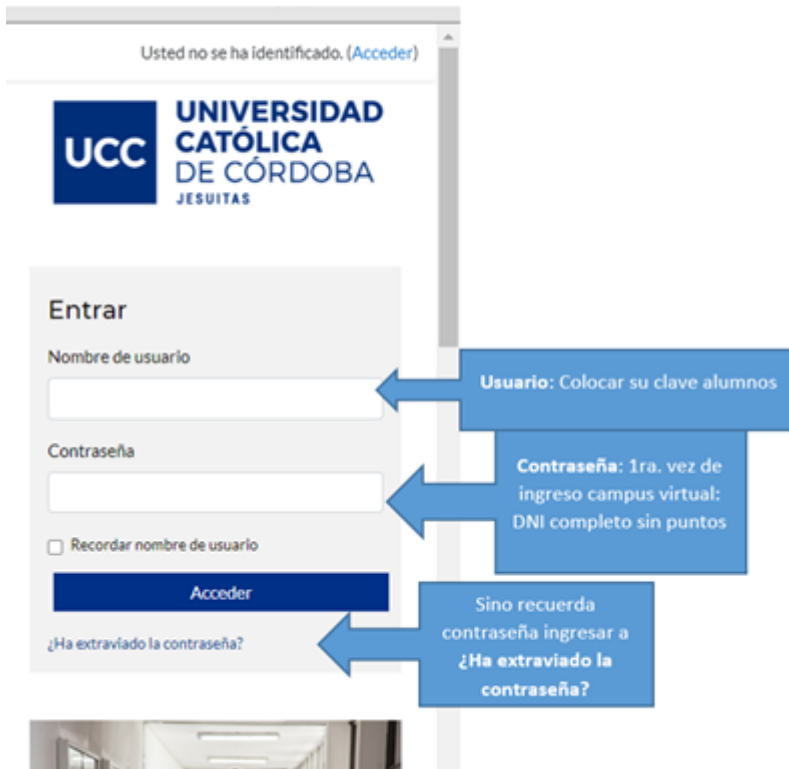 Usted no se ha identificado. (Acceder)
UCC
UNIVERSIDAD
CATÓLICA
DE CÓRDOBA
JESUITAS
Entrar
Nombre de usuario
Usuario: Colocar su clave alumnos
Contraseña
Contraseña: 1ra. vez de
ingreso campus virtual:
DNI completo sin puntos
Recordar nombre de usuario
Acceder
¿Ha extraviado la contraseña?
Sino recuerda
contraseña ingresar a
¿Ha extraviado la
contraseña?